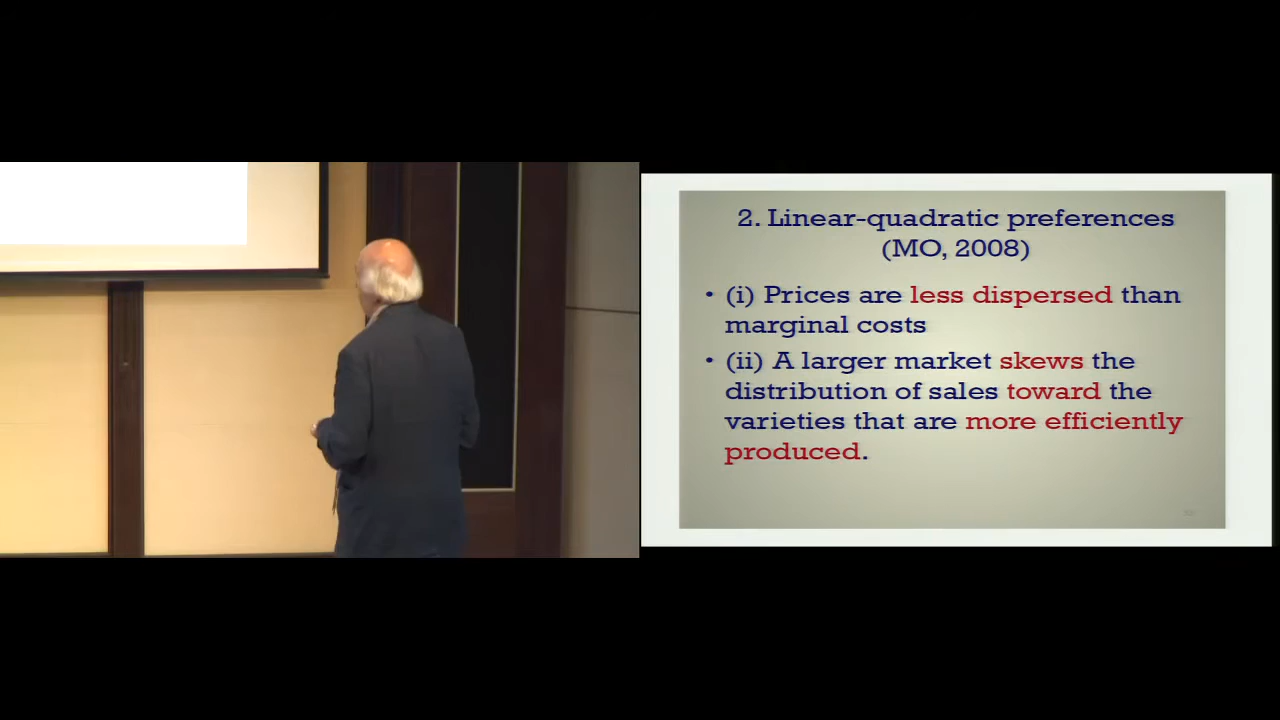 2. Linear-quadratic preferences
(MO, 2008)
• (i) Prices are less dispersed than
marginal costs
• (ii) A larger market skews the
distribution of sales toward the
varieties that are more efficiently
produced.